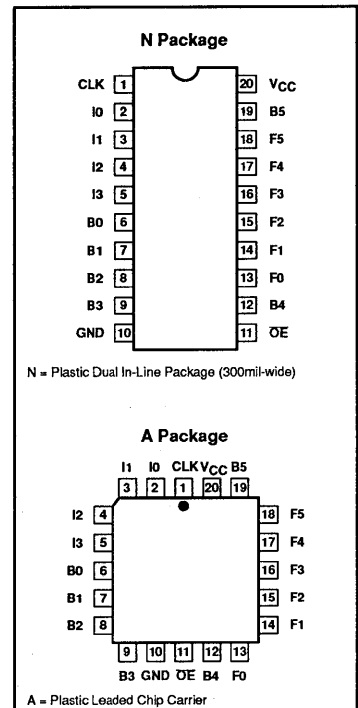 N Package
CLK 1 20 VCC
I0 2 19 B5
I1 3 18 F5
I2 4 17 F4
I3 5 16 F3
B0 6 15 F2
B1 7 14 F1
B2 8 13 F0
B3 9 12 B4
GND 10 11 O̅E̅
N = Plastic Dual In-Line Package (300mil-wide)
A Package
I1 I0 CLK VCC B5
3 2 1 20 19
I2 4 18 F5
I3 5 17 F4
B0 6 16 F3
B1 7 15 F2
B2 8 14 F1
9 10 11 12 13
B3 GND O̅E̅ B4 F0
A = Plastic Leaded Chip Carrier